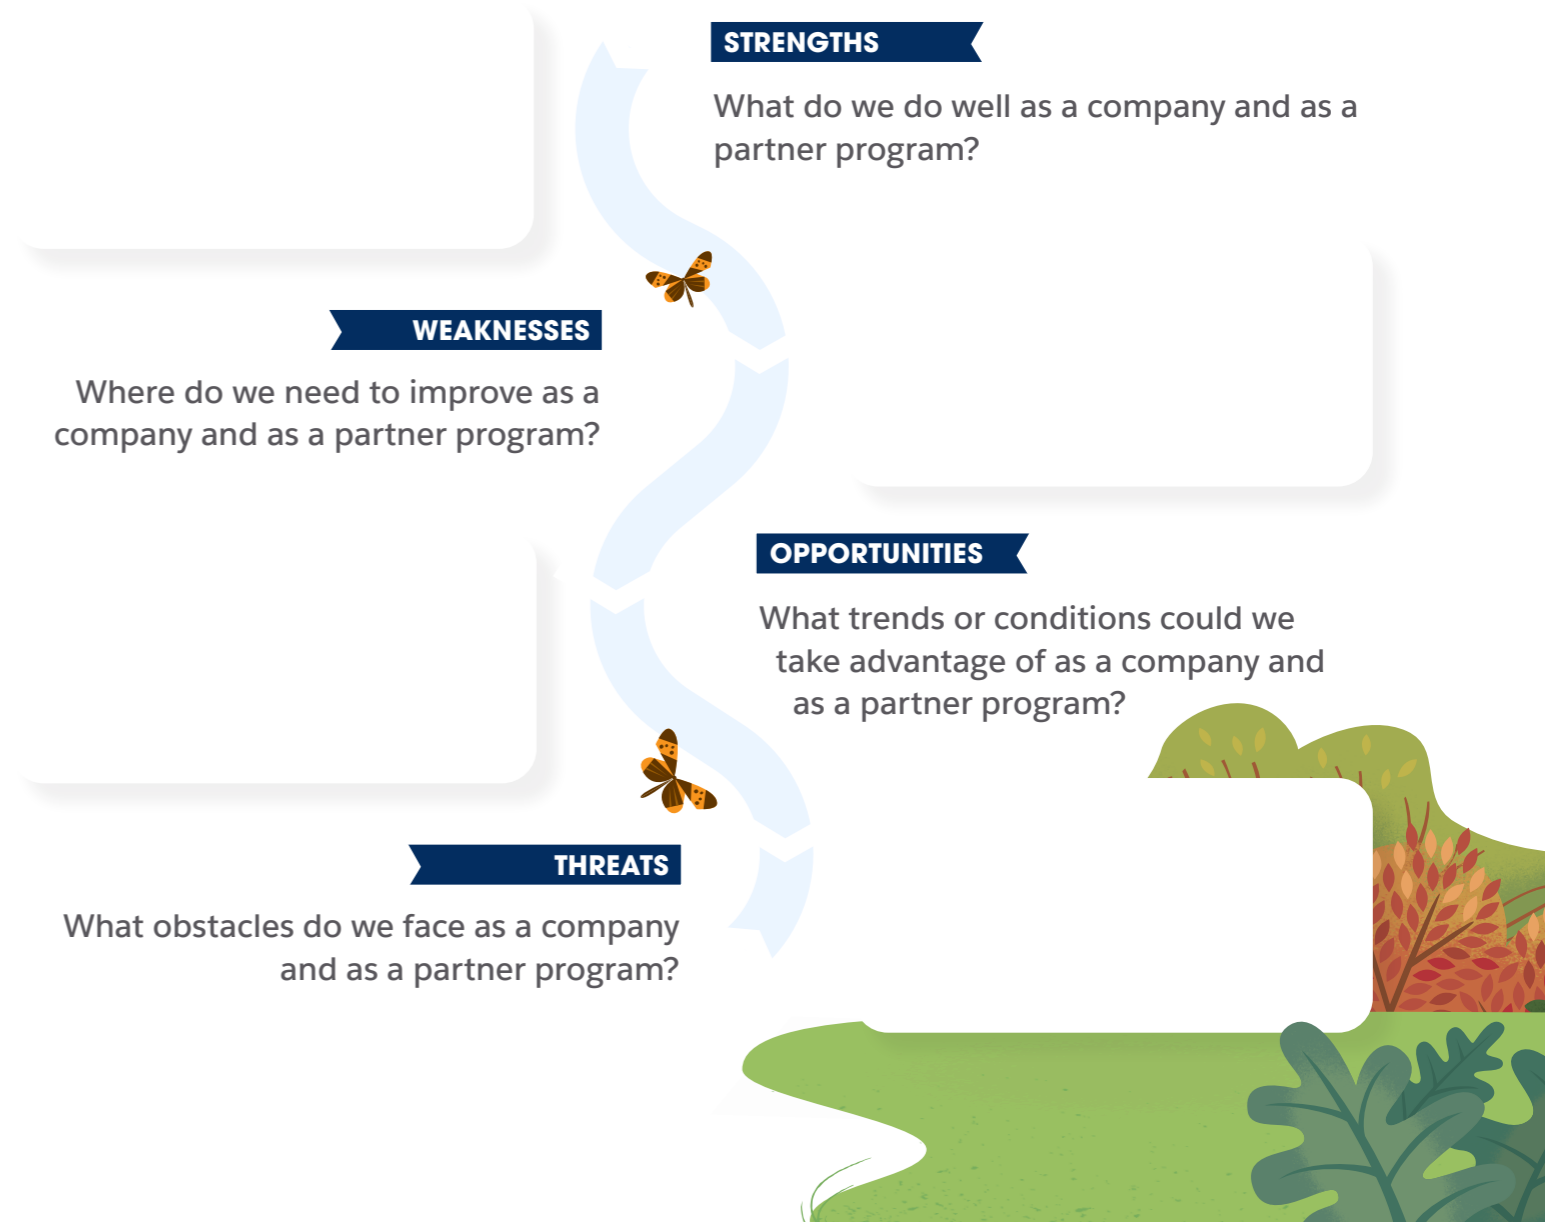 STRENGTHS
What do we do well as a company and as a
partner program?
WEAKNESSES
Where do we need to improve as a
company and as a partner program?
OPPORTUNITIES
What trends or conditions could we
take advantage of as a company and
as a partner program?
THREATS
What obstacles do we face as a company
and as a partner program?